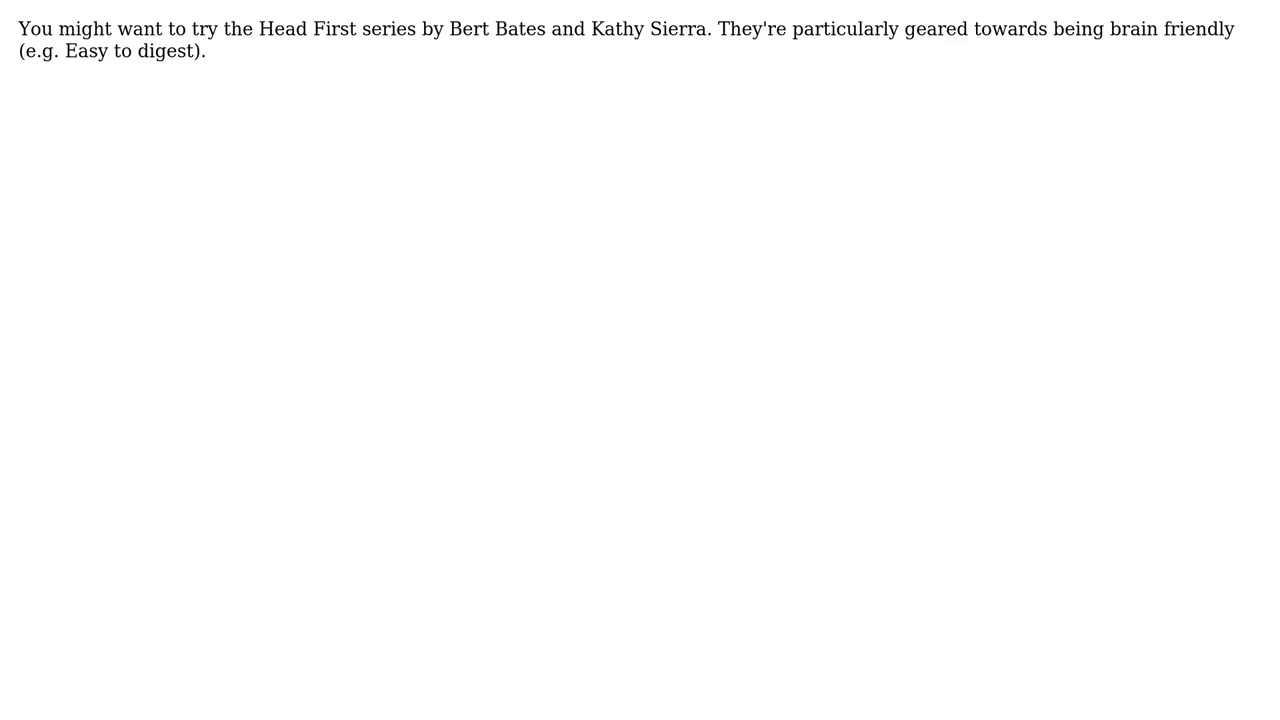 You might want to try the Head First series by Bert Bates and Kathy Sierra. They're particularly geared towards being brain friendly
(e.g. Easy to digest).